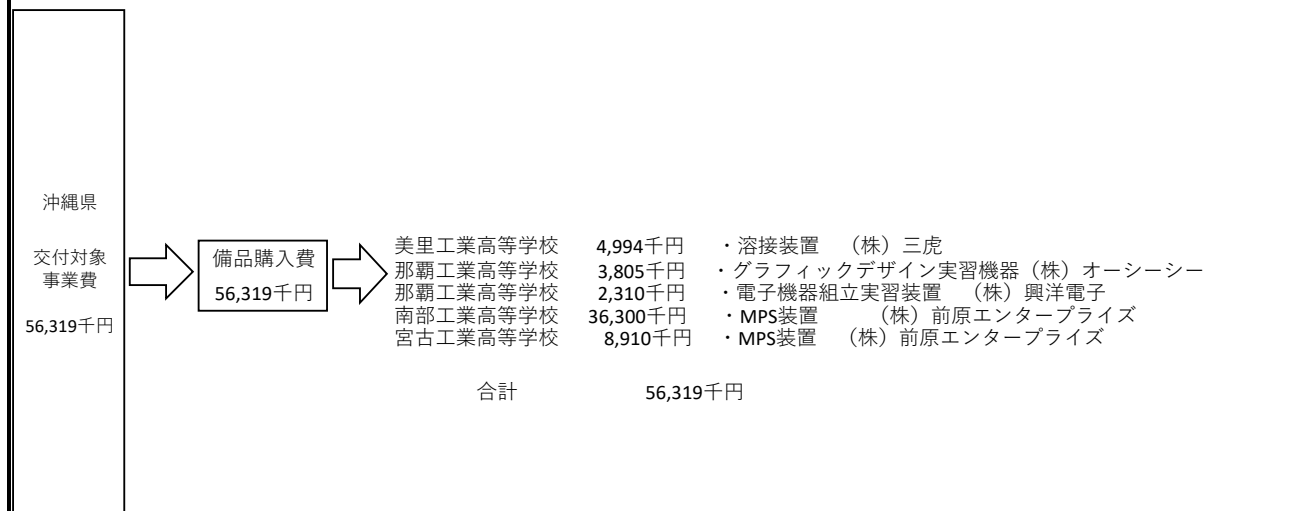 沖縄県
交付対象
事業費
56,319千円
備品購入費
56,319千円
美里工業高等学校 4,994千円 ・溶接装置 （株）三虎
那覇工業高等学校 3,805千円 ・グラフィックデザイン実習機器（株）オーシーシー
那覇工業高等学校 2,310千円 ・電子機器組立実習装置 （株）興洋電子
南部工業高等学校 36,300千円 ・MPS装置 （株）前原エンタープライズ
宮古工業高等学校 8,910千円 ・MPS装置 （株）前原エンタープライズ
合計 56,319千円